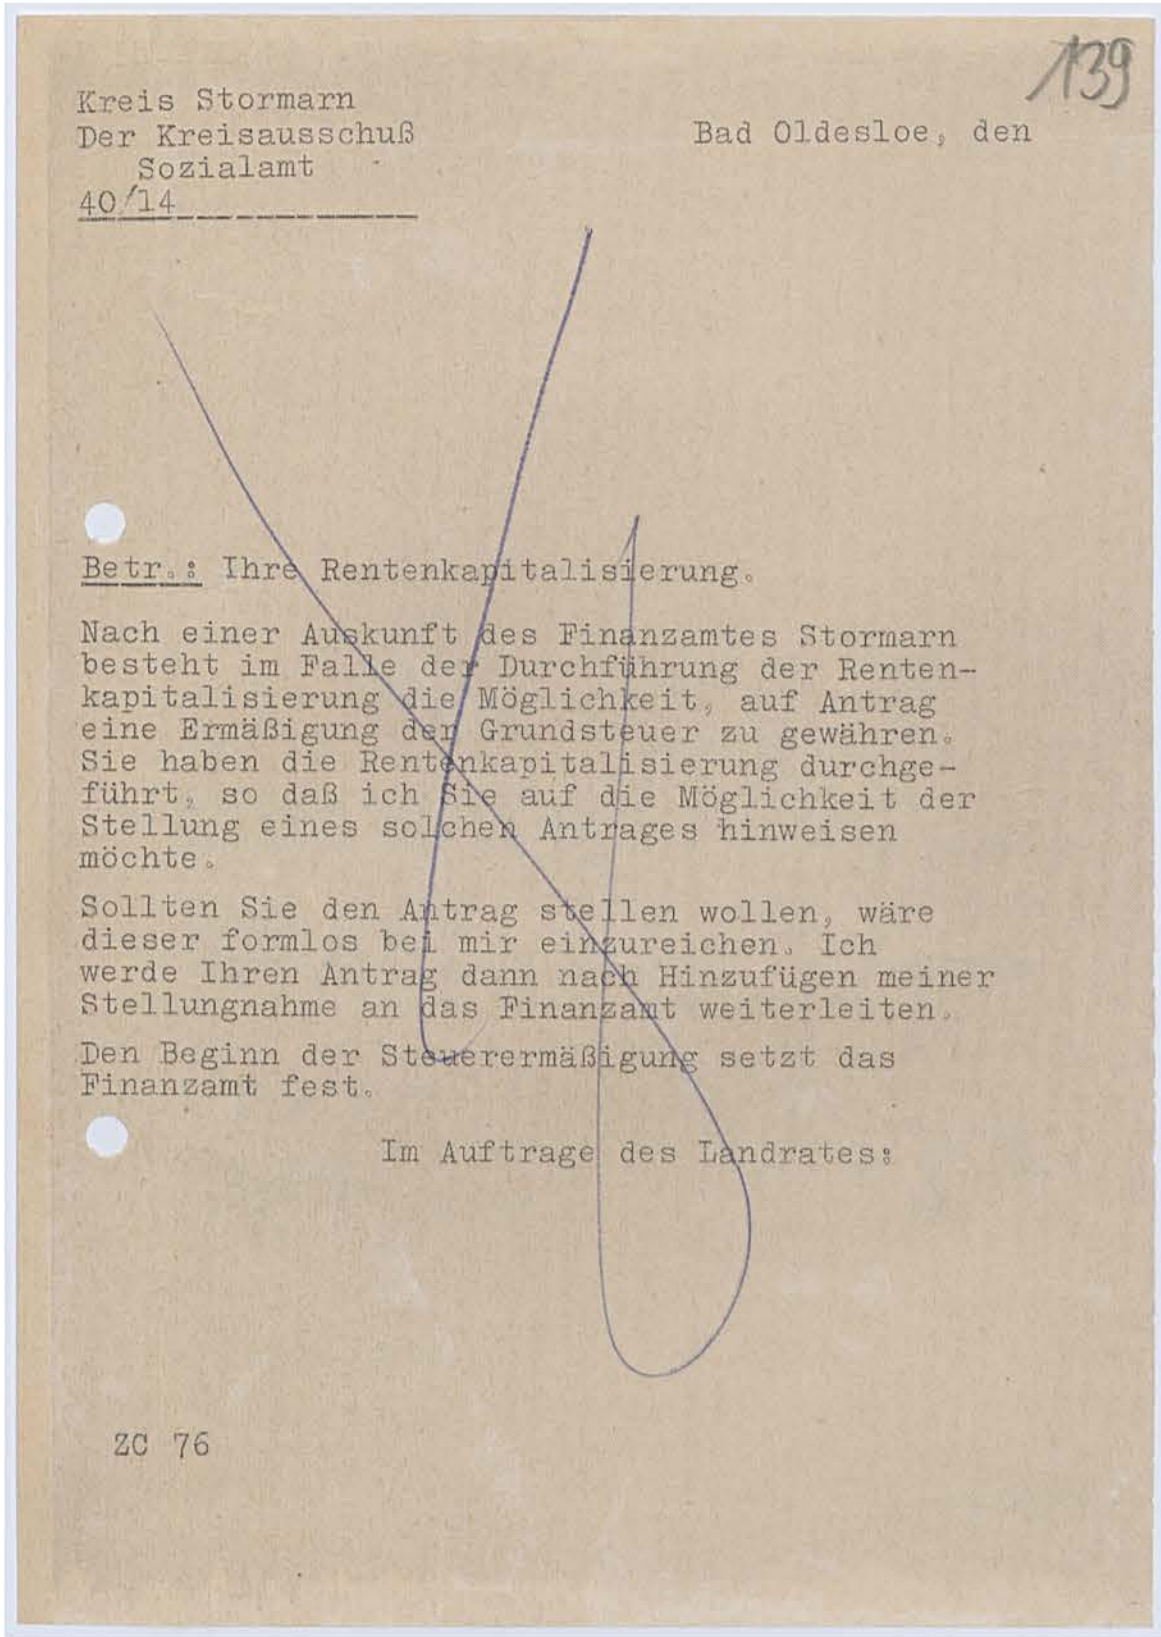 139
Kreis Stormarn
Der Kreisausschuß
Bad Oldesloe, den
Sozialamt
40/14
Betr.: Ihre Rentenkapitalisierung.
Nach einer Auskunft des Finanzamtes Stormarn
besteht im Falle der Durchführung der Renten-
kapitalisierung die Möglichkeit, auf Antrag
eine Ermäßigung der Grundsteuer zu gewähren.
Sie haben die Rentenkapitalisierung durchge-
führt, so daß ich Sie auf die Möglichkeit der
Stellung eines solchen Antrages hinweisen
möchte.
Sollten Sie den Antrag stellen wollen, wäre
dieser formlos bei mir einzureichen. Ich
werde Ihren Antrag dann nach Hinzufügen meiner
Stellungnahme an das Finanzamt weiterleiten.
Den Beginn der Steuerermäßigung setzt das
Finanzamt fest.
Im Auftrage des Landrates:
ZC 76